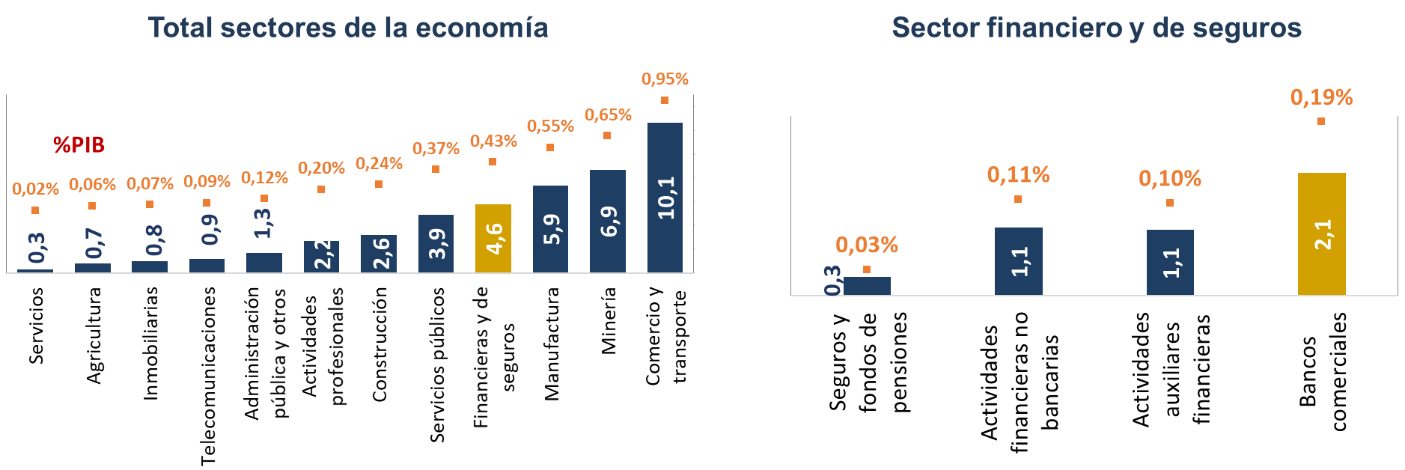 Total sectores de la economía
%PIB
0,02%
0,06%
0,07%
0,09%
0,12%
0,20%
0,24%
0,37%
0,43%
0,55%
0,65%
0,95%
0,3
0,7
0,8
0,9
1,3
2,2
2,6
3,9
4,6
5,9
6,9
10,1
Servicios
Agricultura
Inmobiliarias
Telecomunicaciones
Administración
pública y otros
Actividades
profesionales
Construcción
Servicios públicos
Financieras y de
seguros
Manufactura
Minería
Comercio y
transporte
Sector financiero y de seguros
0,03%
0,11%
0,10%
0,19%
0,3
1,1
1,1
2,1
Seguros y
fondos de
pensiones
Actividades
financieras no
bancarias
Actividades
auxiliares
financieras
Bancos
comerciales